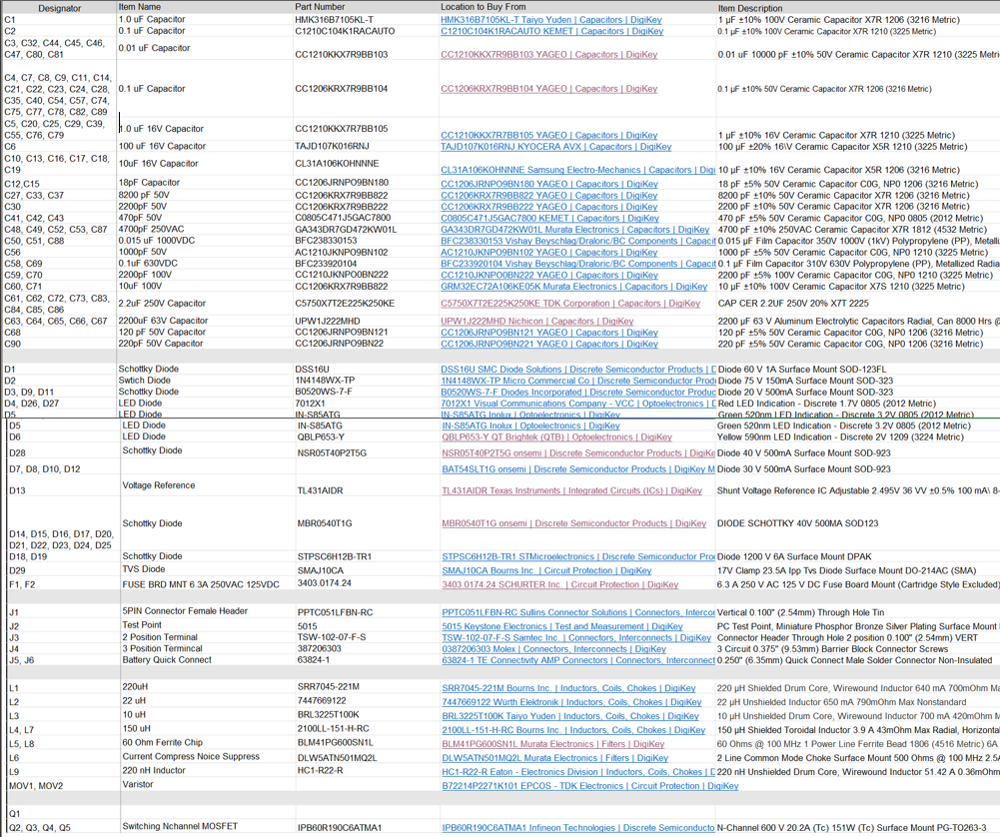 Designator Item Name Part Number Location to Buy From Item Description
C1 1.0 uF Capacitor HMK316B7105KL-T HMK316B7105KL-T Taiyo Yuden | Capacitors | DigiKey 1 µF ±10% 100V Ceramic Capacitor X7R 1206 (3216 Metric)
C2 0.1 uF Capacitor C1210C104K1RACAUTO C1210C104K1RACAUTO KEMET | Capacitors | DigiKey 0.1 µF ±10% 100V Ceramic Capacitor X7R 1210 (3225 Metric)
C3, C32, C44, C45, C46,
C47, C80, C81 0.01 uF Capacitor CC1210KRX7R9BB103 CC1210KRX7R9BB103 YAGEO | Capacitors | DigiKey 0.01 µF 10000 pF ±10% 50V Ceramic Capacitor X7R 1210 (3225 Metri
C4, C7, C8, C9, C11, C14,
C21, C22, C23, C24, C28, 0.1 uF Capacitor CC1206KRX7R9BB104 CC1206KRX7R9BB104 YAGEO | Capacitors | DigiKey 0.1 µF ±10% 50V Ceramic Capacitor X7R 1206 (3216 Metric)
C35, C40, C54, C57, C74,
C75, C77, C78, C82, C89
C5, C20, C25, C29, C39,
C55, C76, C79 1.0 uF 16V Capacitor CC1210KKX7R7BB105 CC1210KKX7R7BB105 YAGEO | Capacitors | DigiKey 1 µF ±10% 16V Ceramic Capacitor X7R 1210 (3225 Metric)
C6 100 uF 16V Capacitor TAJD107K016RNJ TAJD107K016RNJ KYOCERA AVX | Capacitors | DigiKey 100 µF ±20% 16\V Ceramic Capacitor X5R 1210 (3225 Metric)
C10, C13, C16, C17, C18,
C19 10uF 16V Capacitor CL31A106KOHNNNE CL31A106KOHNNNE Samsung Electro-Mechanics | Capacitors | Digi 10 µF ±10% 16V Ceramic Capacitor X5R 1206 (3216 Metric)
C12,C15 18pF Capacitor CC1206JRNPO9BN180 CC1206JRNPO9BN180 YAGEO | Capacitors | DigiKey 18 pF ±5% 50V Ceramic Capacitor C0G, NP0 1206 (3216 Metric)
C27, C33, C37 8200 pF 50V CC1206KRX7R9BB822 CC1206KRX7R9BB822 YAGEO | Capacitors | DigiKey 8200 pF ±10% 50V Ceramic Capacitor X7R 1206 (3216 Metric)
C30 2200pF 50V CC1206KRX7R9BB222 CC1206KRX7R9BB222 YAGEO | Capacitors | DigiKey 2200 pF ±10% 50V Ceramic Capacitor X7R 1206 (3216 Metric)
C41, C42, C43 470pF 50V C0805C471J5GAC7800 C0805C471J5GAC7800 KEMET | Capacitors | DigiKey 470 pF ±5% 50V Ceramic Capacitor C0G, NP0 0805 (2012 Metric)
C48, C49, C52, C53, C87 4700pF 250VAC GA343DR7GD472KW01L GA343DR7GD472KW01L Murata Electronics | Capacitors | DigiKey 4700 pF ±10% 250VAC Ceramic Capacitor X7R 1812 (4532 Metric)
C50, C51, C88 0.015 uF 1000VDC BFC238330153 BFC238330153 Vishay Beyschlag/Draloric/BC Components | Capacit 0.015 µF Film Capacitor 350V 1000V (1kV) Polypropylene (PP), Metalliz
C56 1000pF 50V AC1210JRNPO9BN102 AC1210JRNPO9BN102 YAGEO | Capacitors | DigiKey 1000 pF ±5% 50V Ceramic Capacitor C0G, NP0 1210 (3225 Metric)
C58, C69 0.1uF 630VDC BFC233920104 BFC233920104 Vishay Beyschlag/Draloric/BC Components | Capacit 0.1 µF Film Capacitor 310V 630V Polypropylene (PP), Metallized Radia
C59, C70 2200pF 100V CC1210JKNPO0BN222 CC1210JKNPO0BN222 YAGEO | Capacitors | DigiKey 2200 pF ±5% 100V Ceramic Capacitor C0G, NP0 1210 (3225 Metric)
C60, C71 10uF 100V GRM32EC72A106KE05K GRM32EC72A106KE05K Murata Electronics | Capacitors | DigiKey 10 µF ±10% 100V Ceramic Capacitor X7S 1210 (3225 Metric)
C61, C62, C72, C73, C83,
C84, C85, C86 2.2uF 250V Capacitor C5750X7T2E225K250KE C5750X7T2E225K250KE TDK Corporation | Capacitors | DigiKey CAP CER 2.2UF 250V 20% X7T 2225
C63, C64, C65, C66, C67 2200uF 63V Capacitor UPW1J222MHD UPW1J222MHD Nichicon | Capacitors | DigiKey 2200 µF 63 V Aluminum Electrolytic Capacitors Radial, Can 8000 Hrs @
C68 120 pF 50V Capacitor CC1206JRNPO9BN121 CC1206JRNPO9BN121 YAGEO | Capacitors | DigiKey 120 pF ±5% 50V Ceramic Capacitor C0G, NP0 1206 (3216 Metric)
C90 220pF 50V Capacitor CC1206JRNPO9BN22 CC1206JRNPO9BN221 YAGEO | Capacitors | DigiKey 220 pF ±5% 50V Ceramic Capacitor C0G, NP0 1206 (3216 Metric)
D1 Schottky Diode DSS16U DSS16U SMC Diode Solutions | Discrete Semiconductor Products | D Diode 60 V 1A Surface Mount SOD-123FL
D2 Swtich Diode 1N4148WX-TP 1N4148WX-TP Micro Commercial Co | Discrete Semiconductor Product Diode 75 V 150mA Surface Mount SOD-323
D3, D9, D11 Schottky Diode B0520WS-7-F B0520WS-7-F Diodes Incorporated | Discrete Semiconductor Products Diode 20 V 500mA Surface Mount SOD-323
D4, D26, D27 LED Diode 7012X1 7012X1 Visual Communications Company - VCC | Optoelectronics | D Red LED Indication - Discrete 1.7V 0805 (2012 Metric)
D5 LED Diode IN-S85ATG IN-S85ATG Inolux | Optoelectronics | DigiKey Green 520nm LED Indication - Discrete 3.2V 0805 (2012 Metric)
D5 LED Diode IN-S85ATG IN-S85ATG Inolux | Optoelectronics | DigiKey Green 520nm LED Indication - Discrete 3.2V 0805 (2012 Metric)
D6 LED Diode QBLP653-Y QBLP653-Y QT Brightek (QTB) | Optoelectronics | DigiKey Yellow 590nm LED Indication - Discrete 2V 1209 (3224 Metric)
D28 Schottky Diode NSR05T40P2T5G NSR05T40P2T5G onsemi | Discrete Semiconductor Products | DigiKey Diode 40 V 500mA Surface Mount SOD-923
D7, D8, D10, D12 BAT54SLT1G onsemi | Discrete Semiconductor Products | DigiKey M Diode 30 V 500mA Surface Mount SOD-923
D13 Voltage Reference TL431AIDR TL431AIDR Texas Instruments | Integrated Circuits (ICs) | DigiKey Shunt Voltage Reference IC Adjustable 2.495V 36 VV ±0.5% 100 mA\ 8-
D14, D15, D16, D17, D20,
D21, D22, D23, D24, D25 Schottky Diode MBR0540T1G MBR0540T1G onsemi | Discrete Semiconductor Products | DigiKey DIODE SCHOTTKY 40V 500MA SOD123
D18, D19 Schottky Diode STPSC6H12B-TR1 STPSC6H12B-TR1 STMicroelectronics | Discrete Semiconductor Pro Diode 1200 V 6A Surface Mount DPAK
D29 TVS Diode SMAJ10CA SMAJ10CA Bourns Inc. | Circuit Protection | DigiKey 17V Clamp 23.5A Ipp Tvs Diode Surface Mount DO-214AC (SMA)
F1, F2 FUSE BRD MNT 6.3A 250VAC 125VDC 3403.0174.24 3403.0174.24 SCHURTER Inc. | Circuit Protection | DigiKey 6.3 A 250 V AC 125 V DC Fuse Board Mount (Cartridge Style Excluded)
J1 5PIN Connector Female Header PPTC051LFBN-RC PPTC051LFBN-RC Sullins Connector Solutions | Connectors, Interco Vertical 0.100" (2.54mm) Through Hole Tin
J2 Test Point 5015 5015 Keystone Electronics | Test and Measurement | DigiKey PC Test Point, Miniature Phosphor Bronze Silver Plating Surface Mount
J3 2 Position Terminal TSW-102-07-F-S TSW-102-07-F-S Samtec Inc. | Connectors, Interconnects | DigiKey Connector Header Through Hole 2 position 0.100" (2.54mm) VERT
J4 3 Position Termincal 387206303 0387206303 Molex | Connectors, Interconnects | DigiKey 3 Circuit 0.375" (9.53mm) Barrier Block Connector Screws
J5, J6 Battery Quick Connect 63824-1 63824-1 TE Connectivity AMP Connectors | Connectors, Interconnect 0.250" (6.35mm) Quick Connect Male Solder Connector Non-Insulated
L1 220uH SRR7045-221M SRR7045-221M Bourns Inc. | Inductors, Coils, Chokes | DigiKey 220 µH Shielded Drum Core, Wirewound Inductor 640 mA 700mOhm Ma
L2 22 uH 7447669122 7447669122 Würth Elektronik | Inductors, Coils, Chokes | DigiKey 22 µH Unshielded Inductor 650 mA 790mOhm Max Nonstandard
L3 10 uH BRL3225T100K BRL3225T100K Taiyo Yuden | Inductors, Coils, Chokes | DigiKey 10 µH Unshielded Drum Core, Wirewound Inductor 700 mA 420mOhm M
L4, L7 150 uH 2100LL-151-H-RC 2100LL-151-H-RC Bourns Inc. | Inductors, Coils, Chokes | DigiKey 150 µH Shielded Toroidal Inductor 3.9 A 43mOhm Max Radial, Horizonta
L5, L8 60 Ohm Ferrite Chip BLM41PG600SN1L BLM41PG600SN1L Murata Electronics | Filters | DigiKey 60 Ohms @ 100 MHz 1 Power Line Ferrite Bead 1806 (4516 Metric) 6A
L6 Current Compress Noice Suppress DLW5ATN501MQ2L DLW5ATN501MQ2L Murata Electronics | Filters | DigiKey 2 Line Common Mode Choke Surface Mount 500 Ohms @ 100 MHz 2.5A
L9 220 nH Inductor HC1-R22-R HC1-R22-R Eaton - Electronics Division | Inductors, Coils, Chokes | D 220 nH Unshielded Drum Core, Wirewound Inductor 51.42 A 0.36mOhm
MOV1, MOV2 Varistor B72214P2271K101 EPCOS - TDK Electronics | Circuit Protection | DigiKey
Q1
Q2, Q3, Q4, Q5 Switching Nchannel MOSFET IPB60R190C6ATMA1 IPB60R190C6ATMA1 Infineon Technologies | Discrete Semiconducto N-Channel 600 V 20.2A (Tc) 151W (Tc) Surface Mount PG-TO263-3